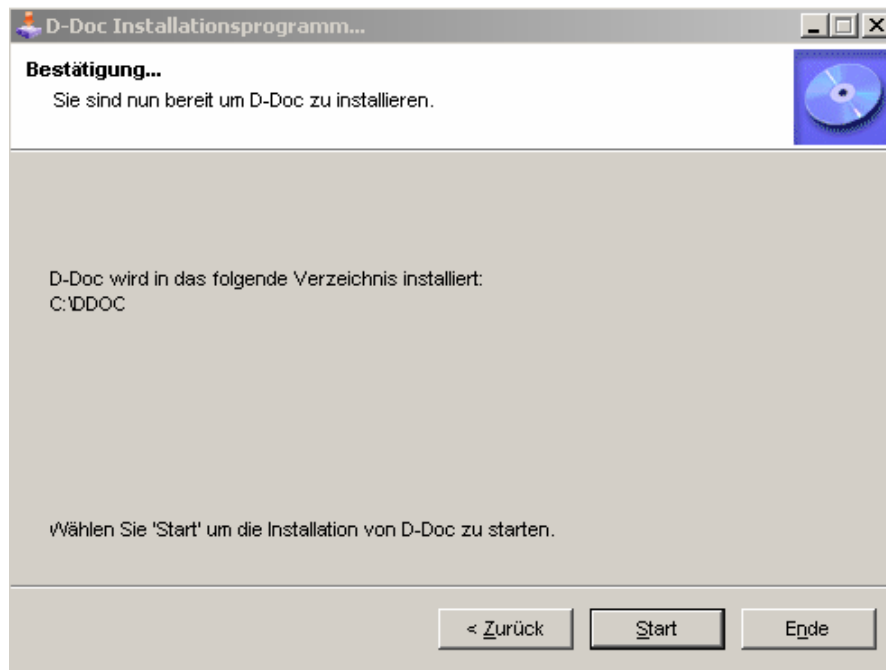 D-Doc Installationsprogramm...
Bestätigung...
Sie sind nun bereit um D-Doc zu installieren.
D-Doc wird in das folgende Verzeichnis installiert:
C:\DDOC
Wählen Sie 'Start' um die Installation von D-Doc zu starten.
< Zurück Start Ende